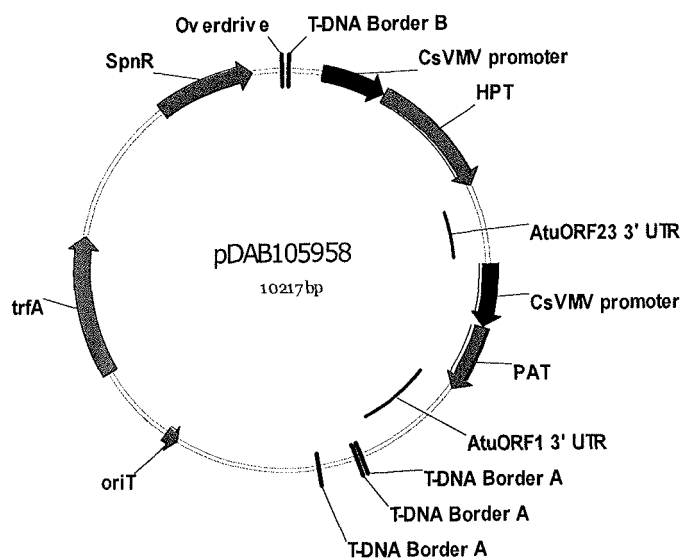 Overdrive
T-DNA Border B
SpnR
CsVMV promoter
HPT
pDAB105958
10217bp
AtuORF23 3' UTR
CsVMV promoter
trfA
PAT
AtuORF1 3' UTR
oriT
T-DNA Border A
T-DNA Border A
T-DNA Border A